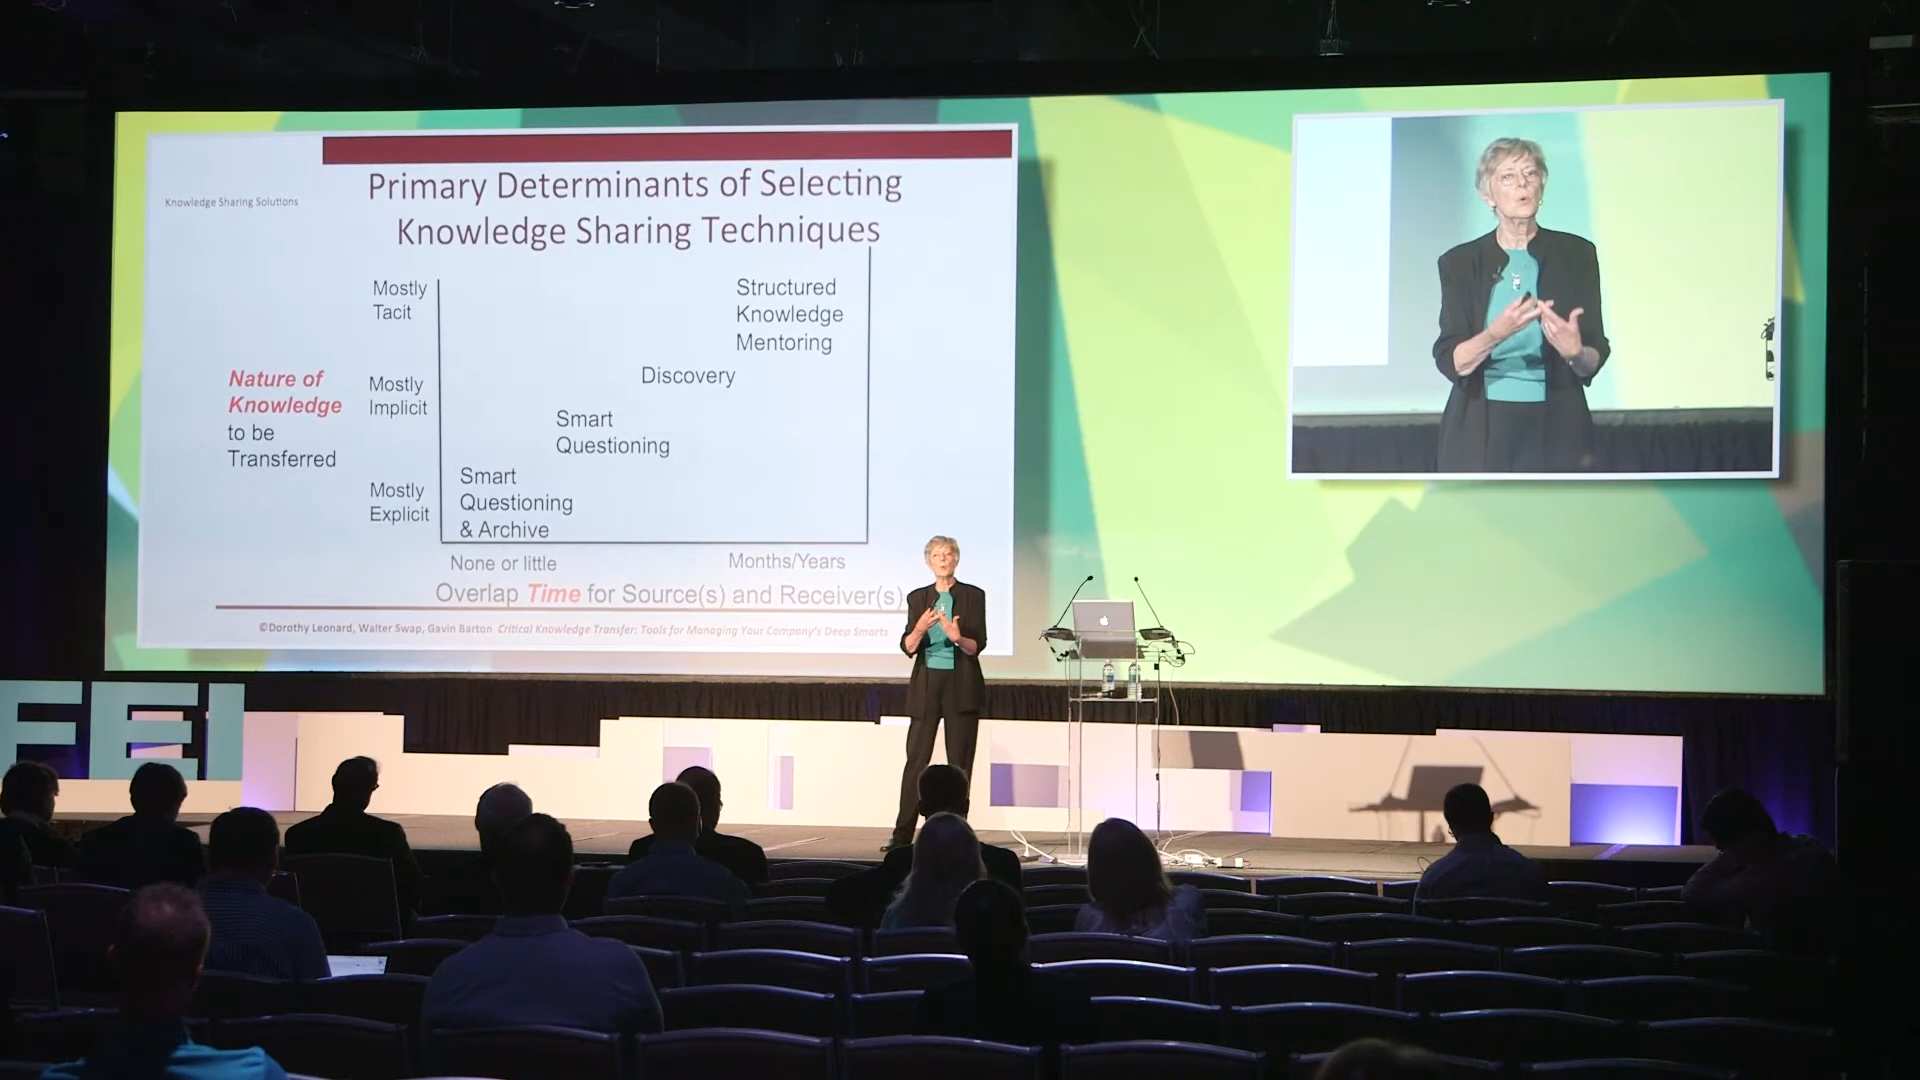 Knowledge Sharing Solutions
Primary Determinants of Selecting
Knowledge Sharing Techniques
Mostly
Tacit
Structured
Knowledge
Mentoring
Nature of
Knowledge
to be
Transferred
Mostly
Implicit
Discovery
Smart
Questioning
Mostly
Explicit
Smart
Questioning
& Archive
None or little
Months/Years
Overlap Time for Source(s) and Receiver(s)
©Dorothy Leonard, Walter Swap, Gavin Barton Critical Knowledge Transfer: Tools for Managing Your Company's Deep Smarts
FEI